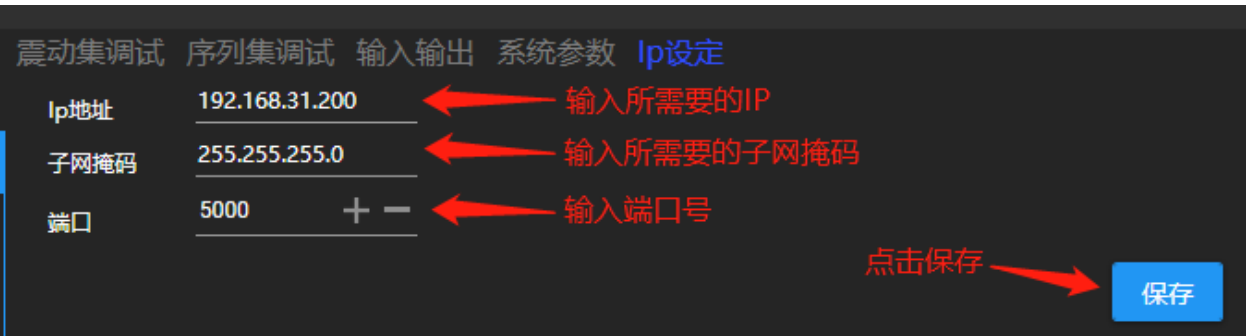 震动集调试 序列集调试 输入输出 系统参数 Ip设定
Ip地址 192.168.31.200 输入所需要的IP
子网掩码 255.255.255.0 输入所需要的子网掩码
端口 5000 输入端口号
点击保存
保存